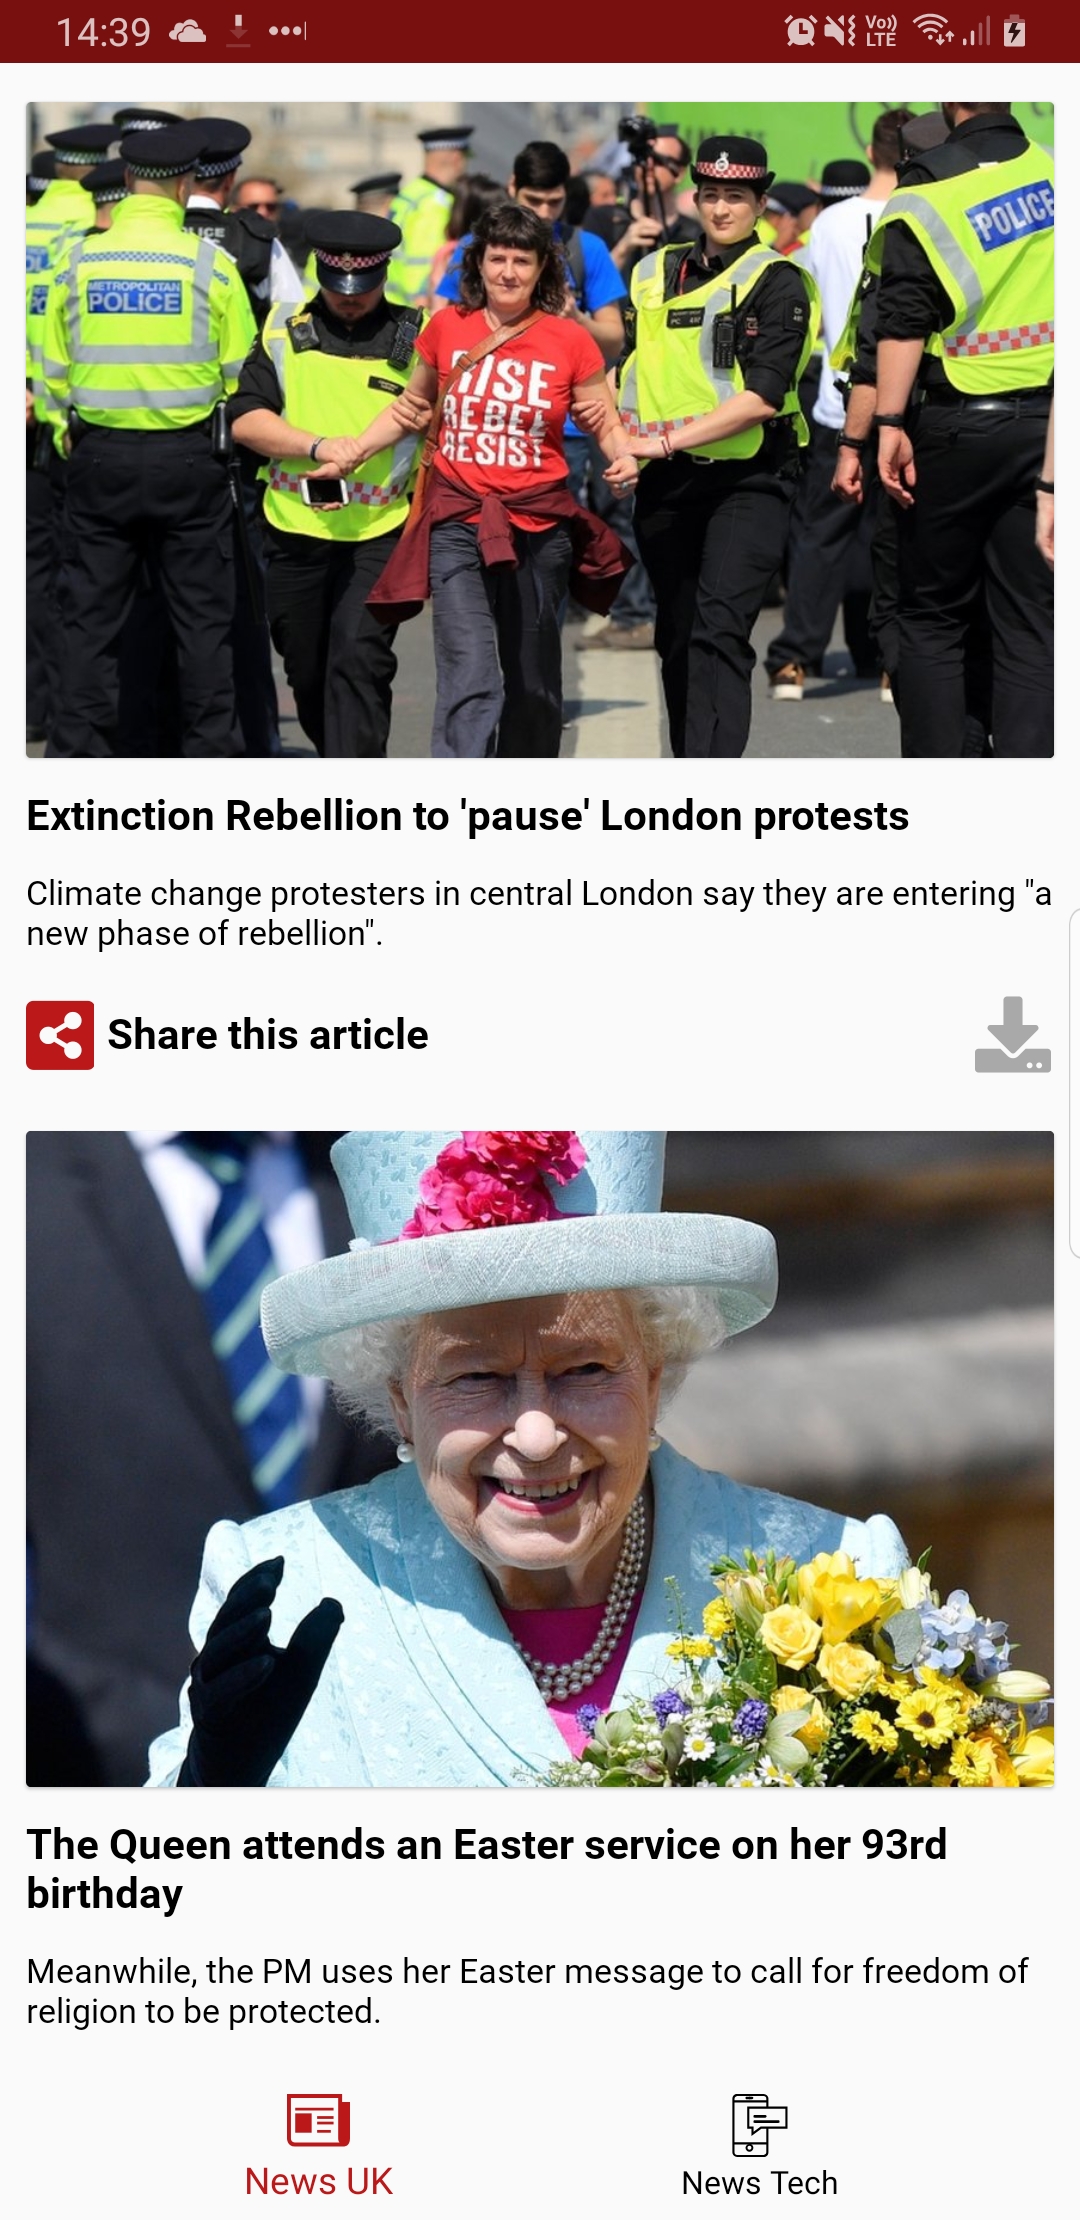 14:39
Vo))
LTE
POLICE
LICE
METROPOLITAN
POLICE
RISE
REBEL
RESIST
Extinction Rebellion to 'pause' London protests
Climate change protesters in central London say they are entering "a
new phase of rebellion".
Share this article
The Queen attends an Easter service on her 93rd
birthday
Meanwhile, the PM uses her Easter message to call for freedom of
religion to be protected.
News UK
News Tech